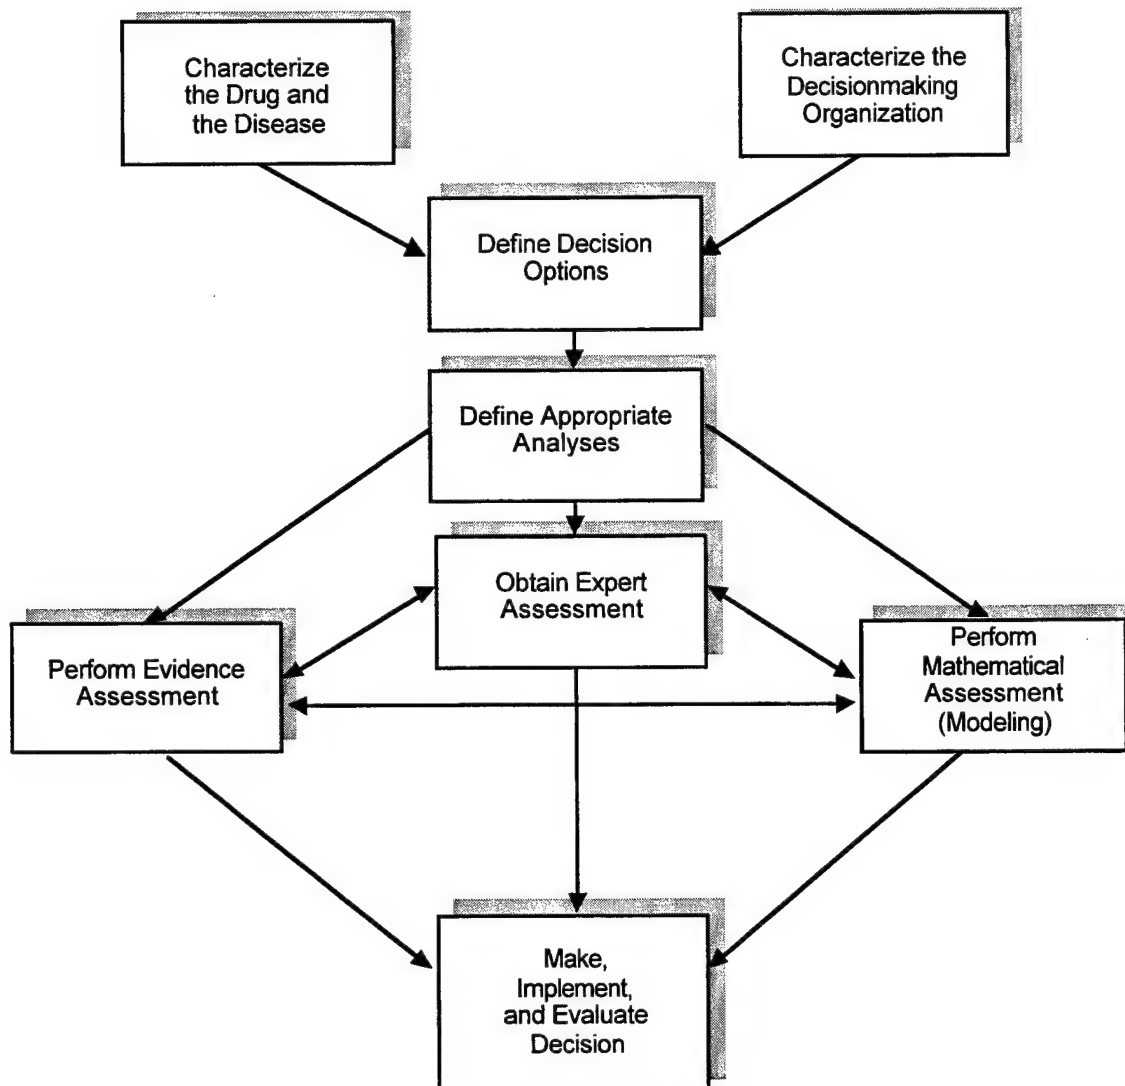 Characterize
the Drug and
the Disease
Characterize the
Decisionmaking
Organization
Define Decision
Options
Define Appropriate
Analyses
Obtain Expert
Assessment
Perform Evidence
Assessment
Perform
Mathematical
Assessment
(Modeling)
Make,
Implement,
and Evaluate
Decision